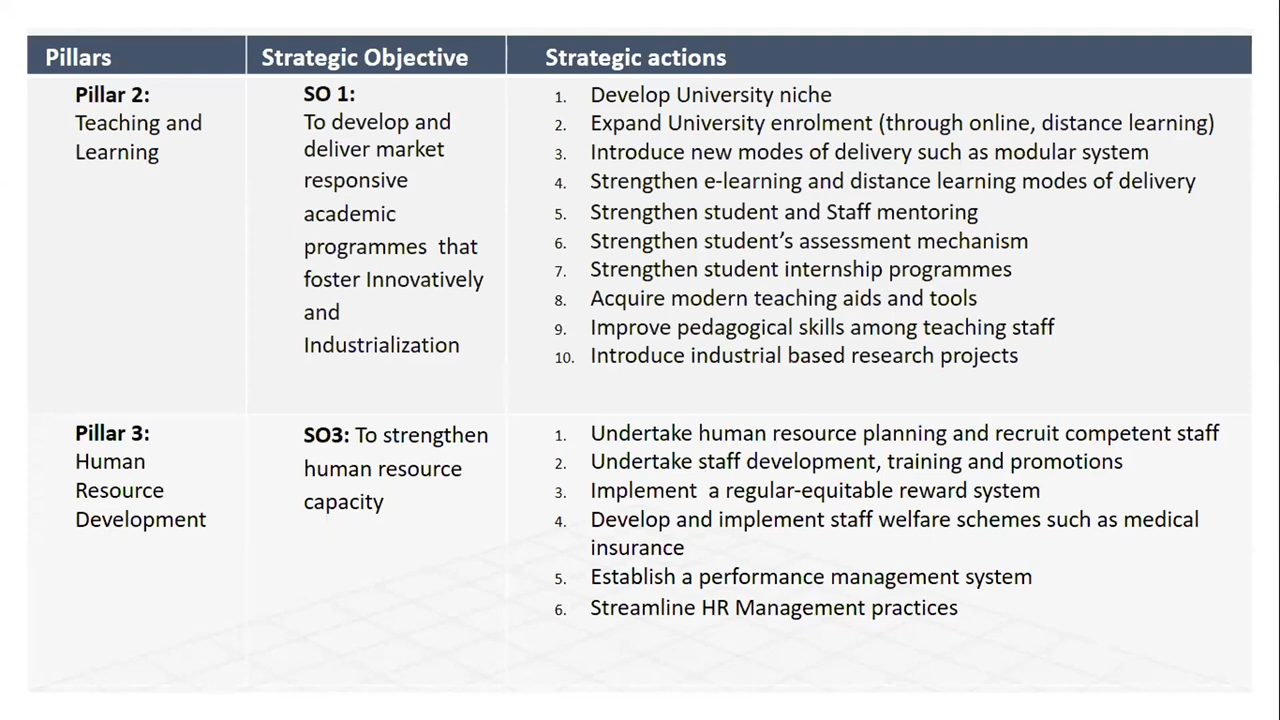 Pillars
Strategic Objective
Strategic actions
Pillar 2:
Teaching and
Learning
SO 1:
To develop and
deliver market
responsive
academic
programmes that
foster Innovatively
and
Industrialization
1. Develop University niche
2. Expand University enrolment (through online, distance learning)
3. Introduce new modes of delivery such as modular system
4. Strengthen e-learning and distance learning modes of delivery
5. Strengthen student and Staff mentoring
6. Strengthen student’s assessment mechanism
7. Strengthen student internship programmes
8. Acquire modern teaching aids and tools
9. Improve pedagogical skills among teaching staff
10. Introduce industrial based research projects
Pillar 3:
Human
Resource
Development
SO3: To strengthen
human resource
capacity
1. Undertake human resource planning and recruit competent staff
2. Undertake staff development, training and promotions
3. Implement a regular-equitable reward system
4. Develop and implement staff welfare schemes such as medical
insurance
5. Establish a performance management system
6. Streamline HR Management practices